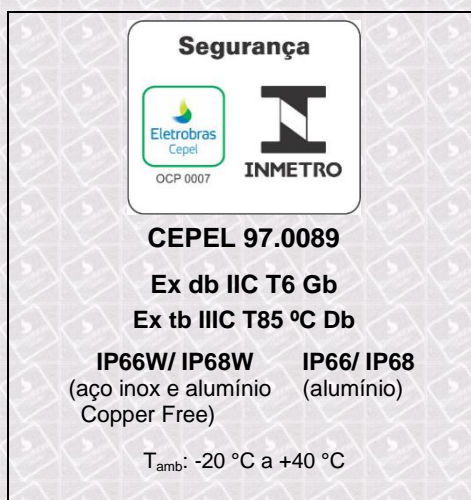 Segurança
Eletrobras
Cepel
OCP 0007
INMETRO
CEPEL 97.0089
Ex db IIC T6 Gb
Ex tb IIIC T85 ºC Db
IP66W/ IP68W IP66/ IP68
(aço inox e alumínio (alumínio)
Copper Free)
Tamb: -20 °C a +40 °C